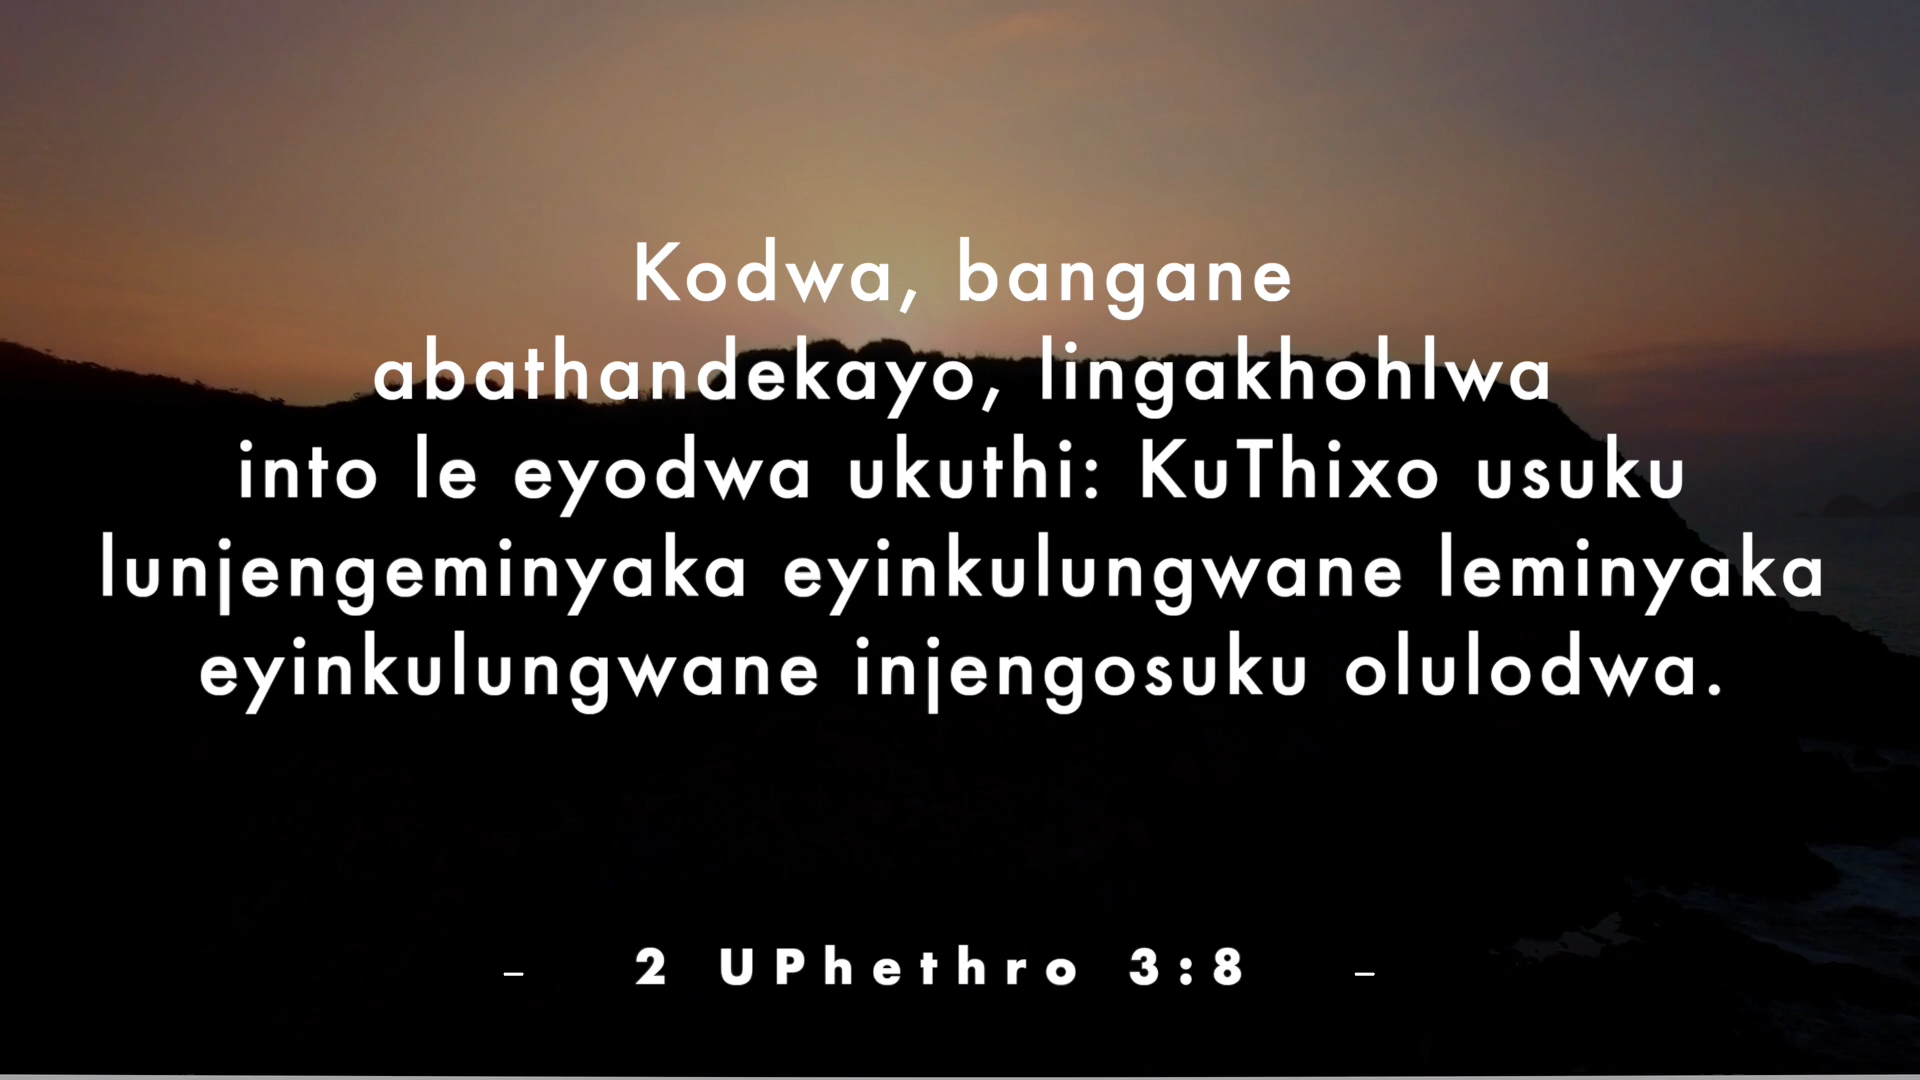 Kodwa, bangane
abathandekayo, lingakhohlwa
into le eyodwa ukuthi: KuThixo usuku
lunjengeminyaka eyinkulungwane leminyaka
eyinkulungwane injengosuku olulodwa.
– 2 UPhethro 3:8 –